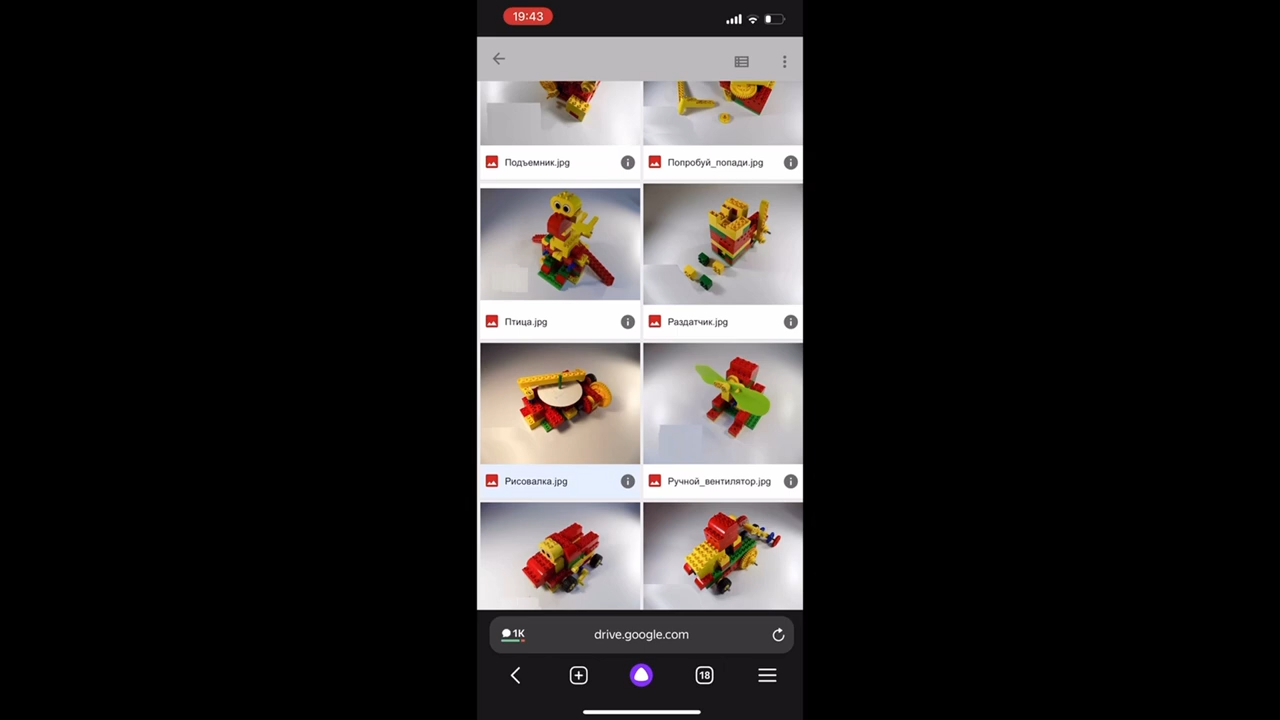 19:43
Подъемник.jpg
Попробуй_попади.jpg
Птица.jpg
Раздатчик.jpg
Рисовалка.jpg
Ручной_вентилятор.jpg
1K
drive.google.com
18